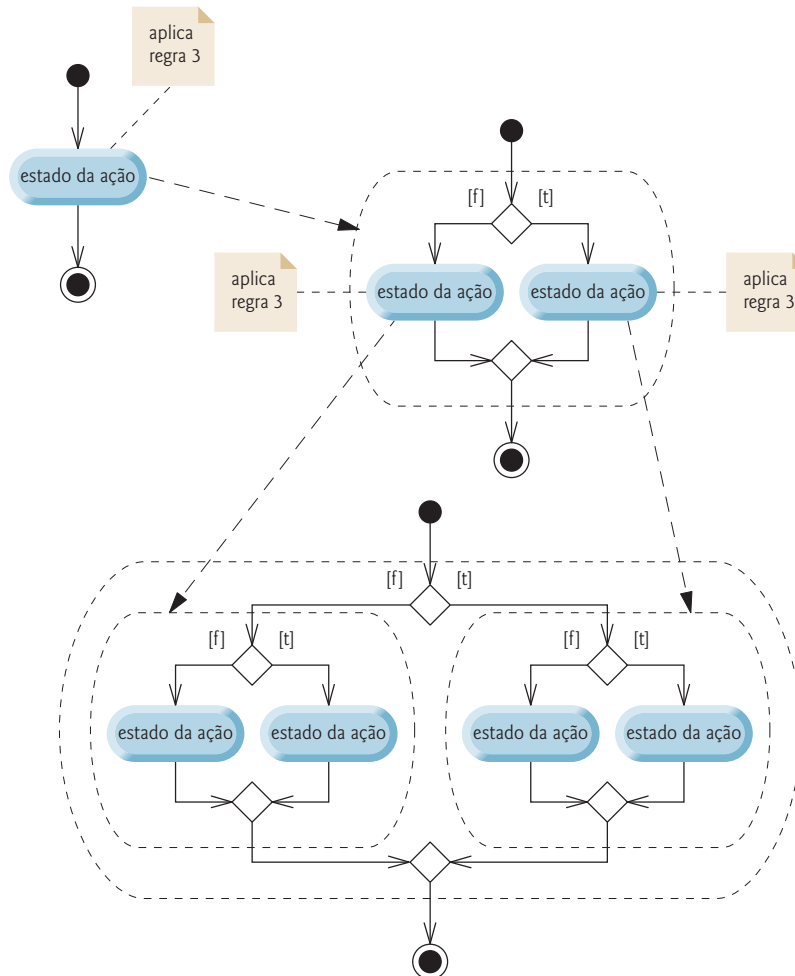 aplica
regra 3
estado da ação
[f] [t]
aplica
regra 3
estado da ação
estado da ação
aplica
regra 3
[f] [t]
[f] [t]
[f] [t]
estado da ação
estado da ação
estado da ação
estado da ação